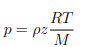 p = ρz RT/M